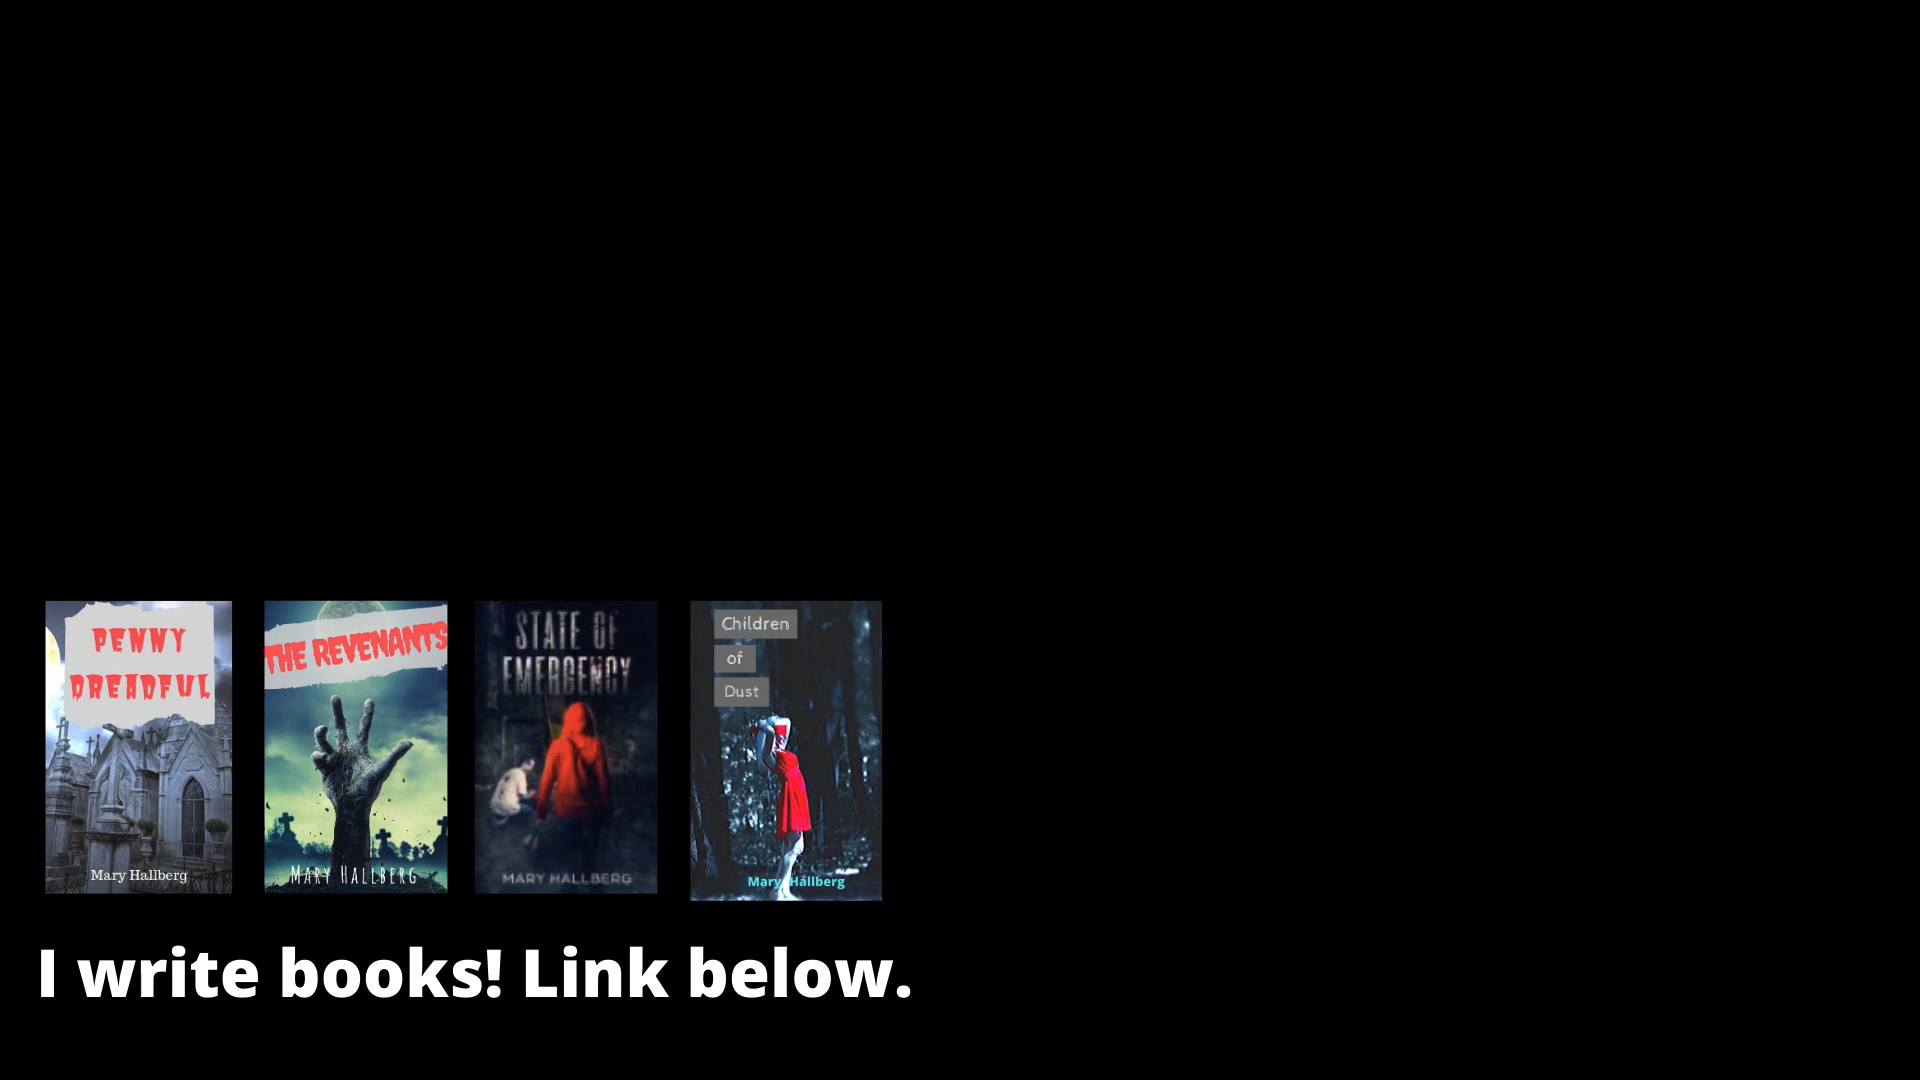 PENNY
DREADFUL
Mary Hallberg
THE REVENANTS
MARY HALLBERG
STATE OF
EMERGENCY
MARY HALLBERG
Children
of
Dust
Mary Hallberg
I write books! Link below.